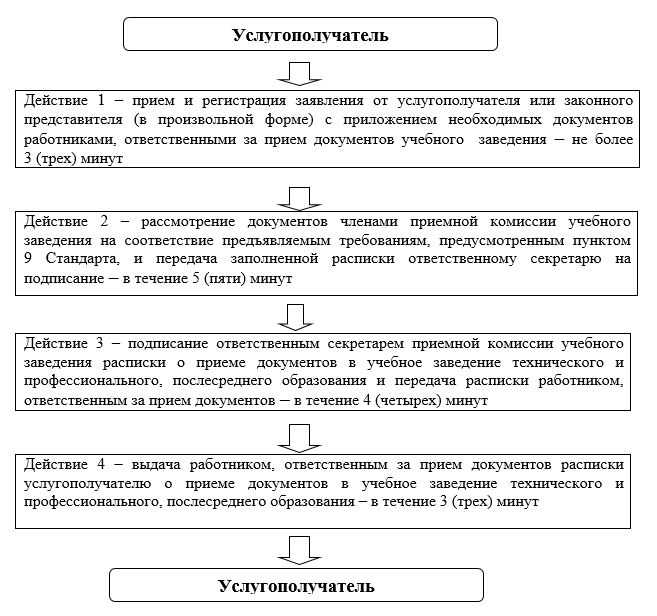 Услугополучатель
Действие 1 – прием и регистрация заявления от услугополучателя или законного
представителя (в произвольной форме) с приложением необходимых документов
работниками, ответственными за прием документов учебного заведения – не более
3 (трех) минут
Действие 2 – рассмотрение документов членами приемной комиссии учебного
заведения на соответствие предъявляемым требованиям, предусмотренным пунктом
9 Стандарта, и передача заполненной расписки ответственному секретарю на
подписание – в течение 5 (пяти) минут
Действие 3 – подписание ответственным секретарем приемной комиссии учебного
заведения расписки о приеме документов в учебное заведение технического и
профессионального, послесреднего образования и передача расписки работником,
ответственным за прием документов – в течение 4 (четырех) минут
Действие 4 – выдача работником, ответственным за прием документов расписки
услугополучателю о приеме документов в учебное заведение технического и
профессионального, послесреднего образования – в течение 3 (трех) минут
Услугополучатель